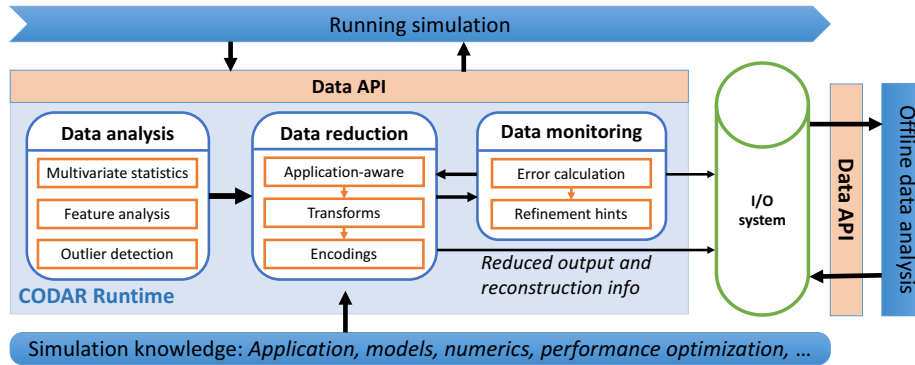 Running simulation
Data API
Data analysis
Multivariate statistics
Feature analysis
Outlier detection
Data reduction
Application-aware
Transforms
Encodings
Data monitoring
Error calculation
Refinement hints
Reduced output and
reconstruction info
CODAR Runtime
I/O
system
Data API
Offline data analysis
Simulation knowledge: Application, models, numerics, performance optimization, …